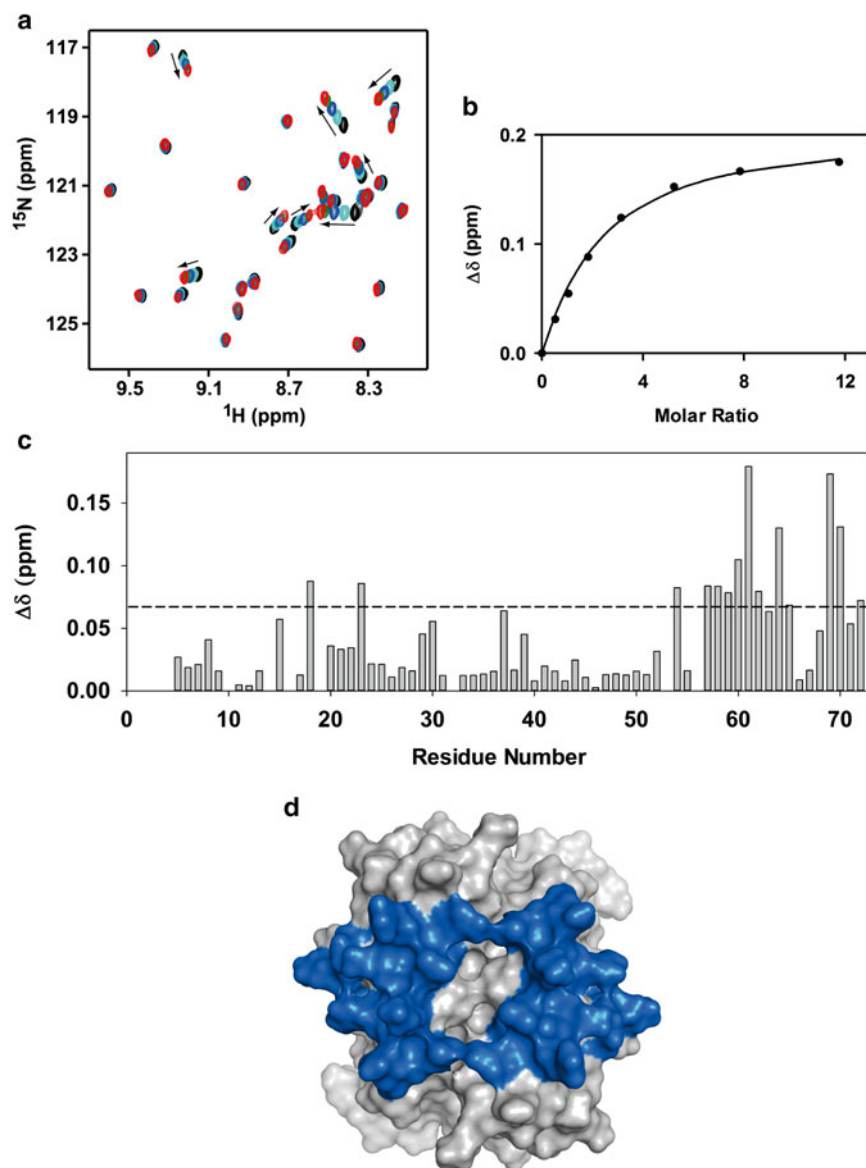 a
117
119
121
123
125
¹⁵N (ppm)
9.5 9.1 8.7 8.3
¹H (ppm)
b
0.2
0.1
0.0
Δδ (ppm)
0 4 8 12
Molar Ratio
c
0.15
0.10
0.05
0.00
Δδ (ppm)
0 10 20 30 40 50 60 70
Residue Number
d